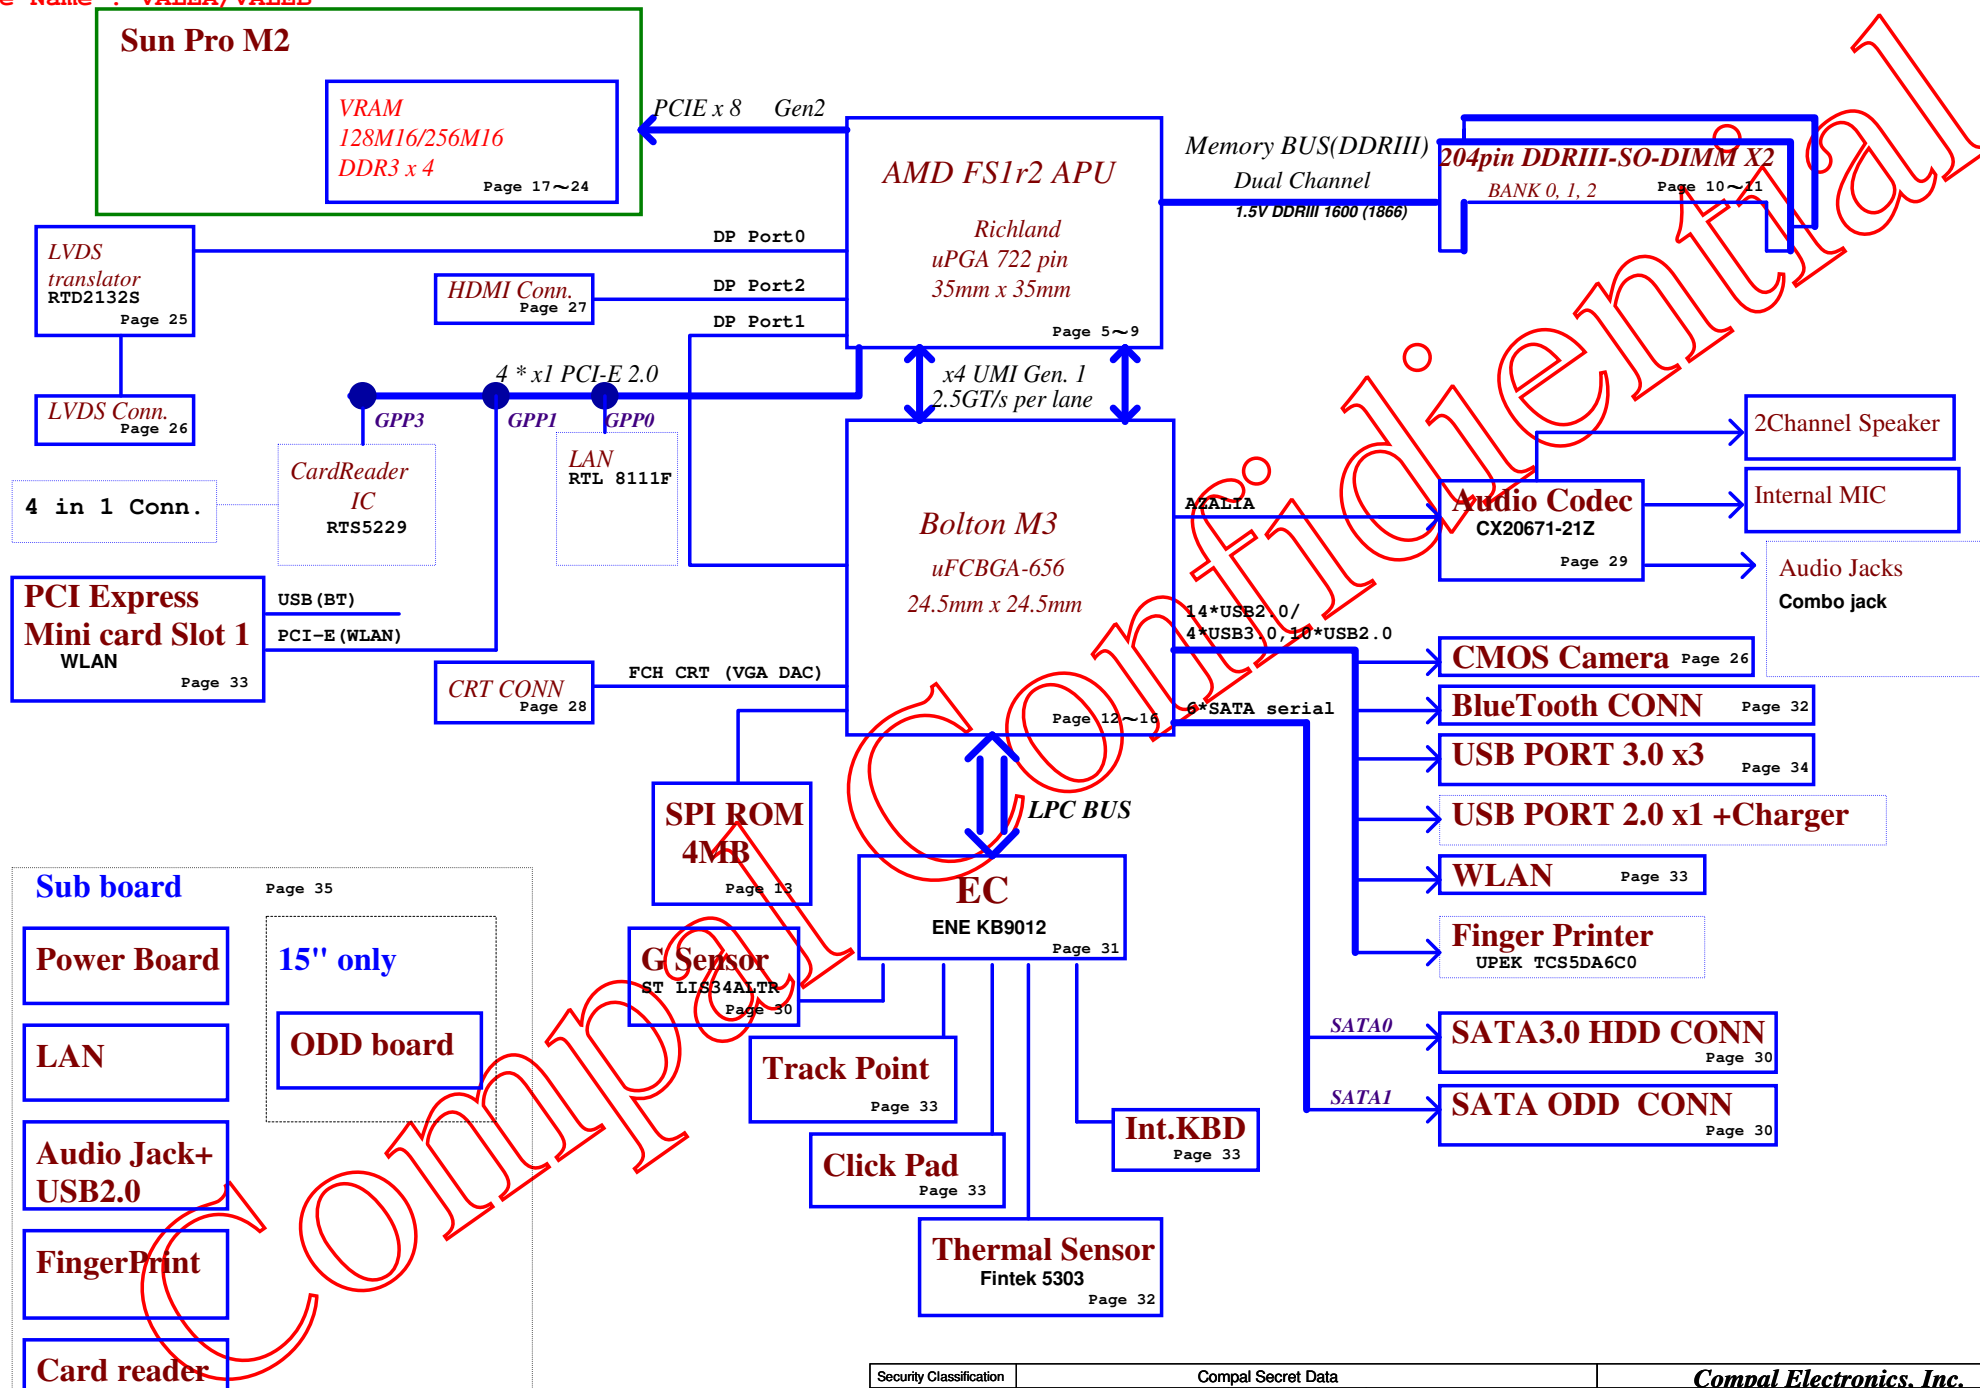 e Name : VALEA/VALEB
Sun Pro M2
VRAM
128M16/256M16
DDR3 x 4
Page 17~24
PCIE x 8 Gen2
AMD FS1r2 APU
Richland
uPGA 722 pin
35mm x 35mm
Page 5~9
Memory BUS(DDRIII)
Dual Channel
1.5V DDRIII 1600 (1866)
204pin DDRIII-SO-DIMM X2
BANK 0, 1, 2
Page 10~11
LVDS
translator
RTD2132S
Page 25
DP Port0
HDMI Conn.
Page 27
DP Port2
DP Port1
LVDS Conn.
Page 26
4 * x1 PCI-E 2.0
GPP3
GPP1
GPP0
x4 UMI Gen. 1
2.5GT/s per lane
CardReader
IC
RTS5229
4 in 1 Conn.
LAN
RTL 8111F
Bolton M3
uFCBGA-656
24.5mm x 24.5mm
Page 12~16
AZALIA
Audio Codec
CX20671-21Z
Page 29
2Channel Speaker
Internal MIC
Audio Jacks
Combo jack
PCI Express
Mini card Slot 1
WLAN
Page 33
USB(BT)
PCI-E(WLAN)
CRT CONN
Page 28
FCH CRT (VGA DAC)
14*USB2.0/
4*USB3.0,10*USB2.0
6*SATA serial
CMOS Camera Page 26
BlueTooth CONN Page 32
USB PORT 3.0 x3 Page 34
USB PORT 2.0 x1 +Charger
WLAN Page 33
Finger Printer
UPEK TCS5DA6C0
SATA0
SATA3.0 HDD CONN
Page 30
SATA1
SATA ODD CONN
Page 30
SPI ROM
4MB
Page 13
LPC BUS
EC
ENE KB9012
Page 31
G Sensor
ST LIS34ALTR
Page 30
Track Point
Page 33
Click Pad
Page 33
Thermal Sensor
Fintek 5303
Page 32
Int.KBD
Page 33
Sub board
Page 35
Power Board
15" only
ODD board
LAN
Audio Jack+
USB2.0
FingerPrint
Card reader
Compal Confidential
Security Classification
Compal Secret Data
Compal Electronics, Inc.